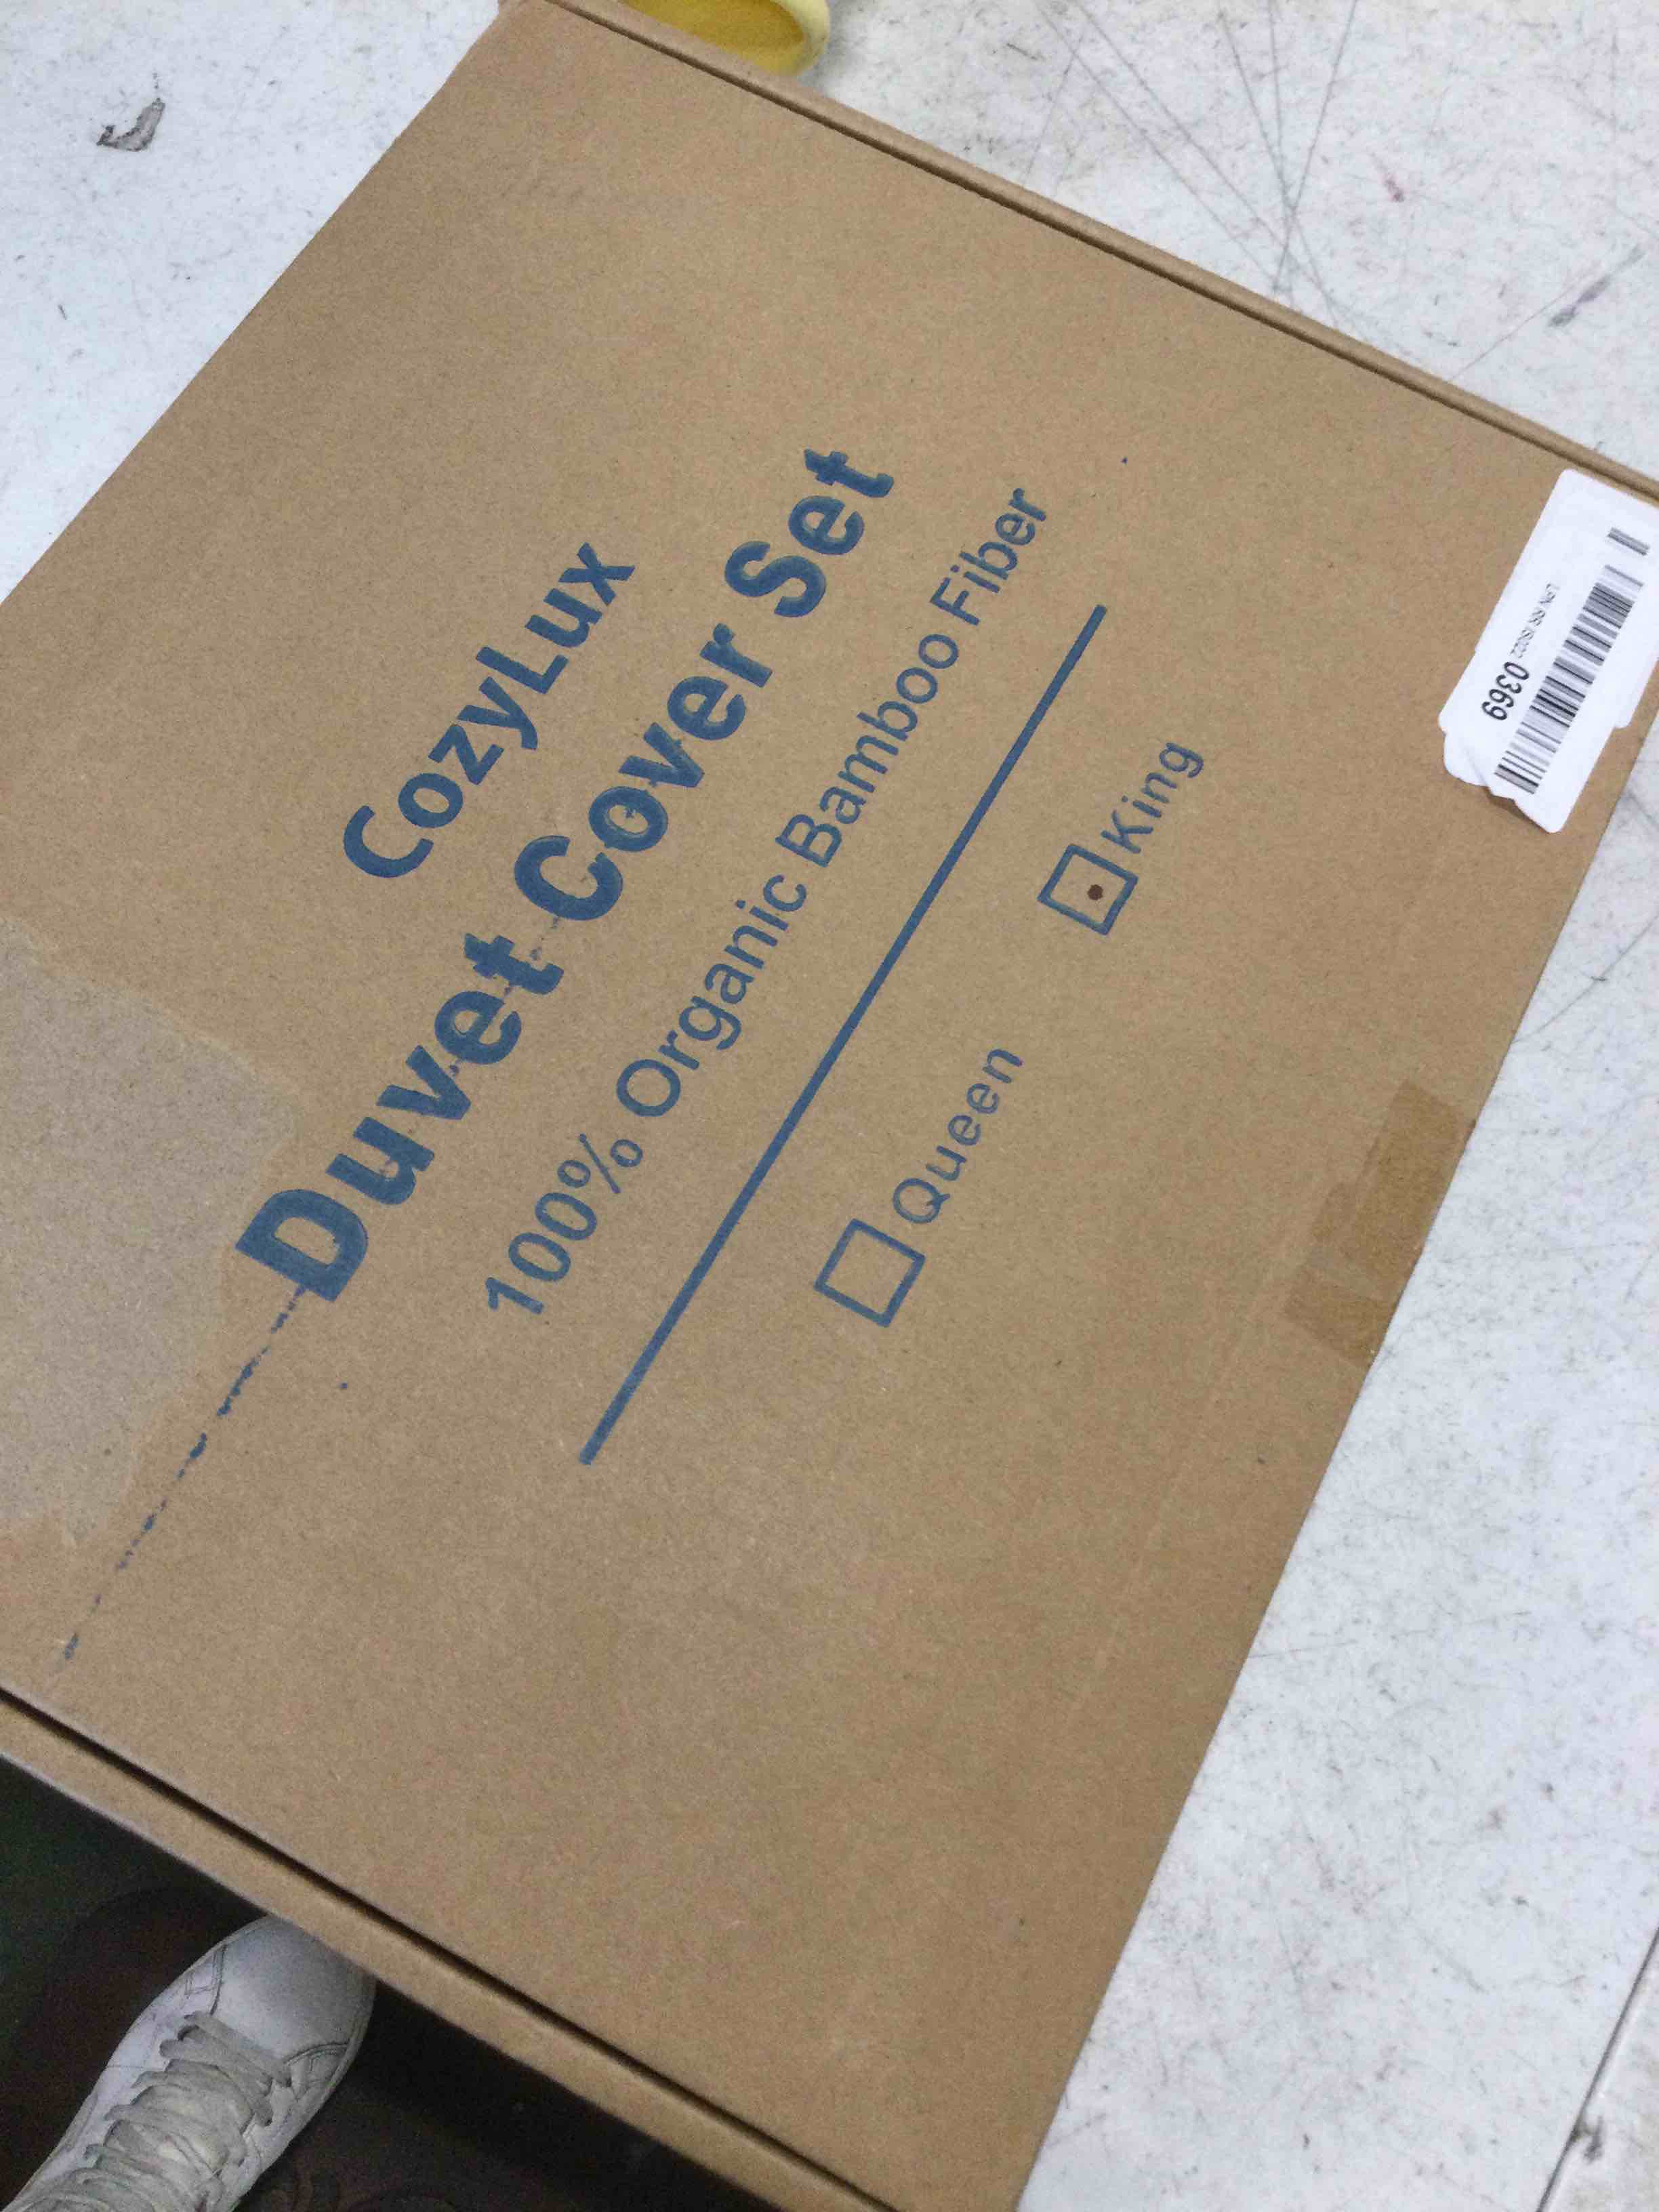 CozyLux
Duvet Cover Set
100% Organic Bamboo Fiber
Queen King
0369